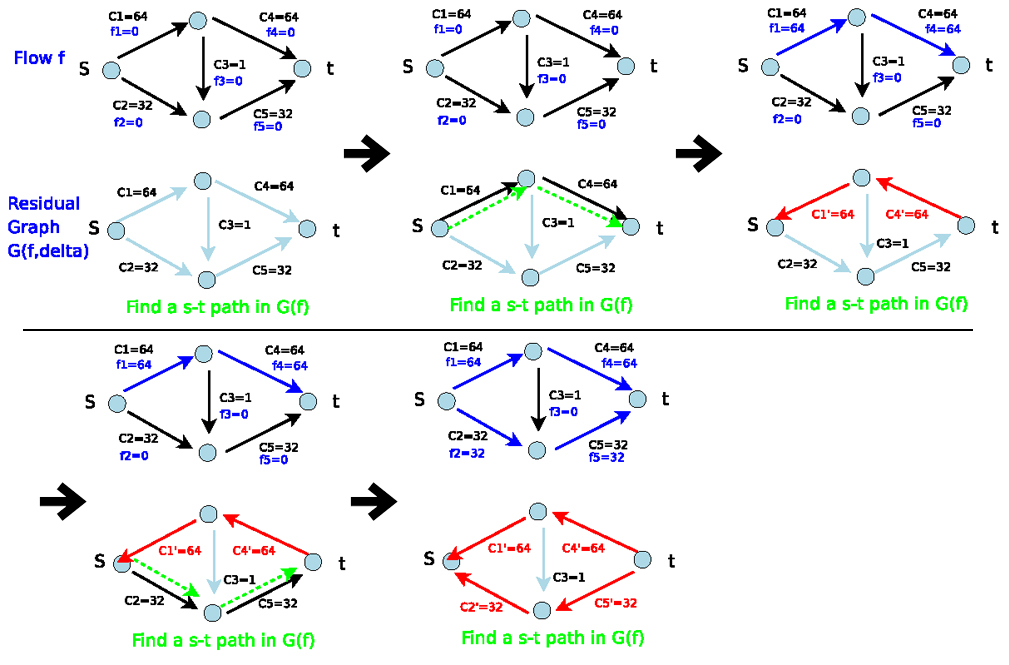 C1=64
f1=0
C4=64
f4=0
Flow f
S
C3=1
f3=0
t
C2=32
f2=0
C5=32
f5=0
C1=64
f1=0
C4=64
f4=0
S
C3=1
f3=0
t
C2=32
f2=0
C5=32
f5=0
C1=64
f1=64
C4=64
f4=64
S
C3=1
f3=0
t
C2=32
f2=0
C5=32
f5=0
Residual
Graph
G(f,delta)
C1=64
C4=64
S
C3=1
t
C2=32
C5=32
Find a s-t path in G(f)
C1=64
C4=64
S
C3=1
t
C2=32
C5=32
Find a s-t path in G(f)
C1'=64
C4'=64
S
C3=1
t
C2=32
C5=32
Find a s-t path in G(f)
C1=64
f1=64
C4=64
f4=64
S
C3=1
f3=0
t
C2=32
f2=0
C5=32
f5=0
C1=64
f1=64
C4=64
f4=64
S
C3=1
f3=0
t
C2=32
f2=32
C5=32
f5=32
C1'=64
C4'=64
S
C3=1
t
C2=32
C5=32
Find a s-t path in G(f)
C1'=64
C4'=64
S
C3=1
t
C2'=32
C5'=32
Find a s-t path in G(f)